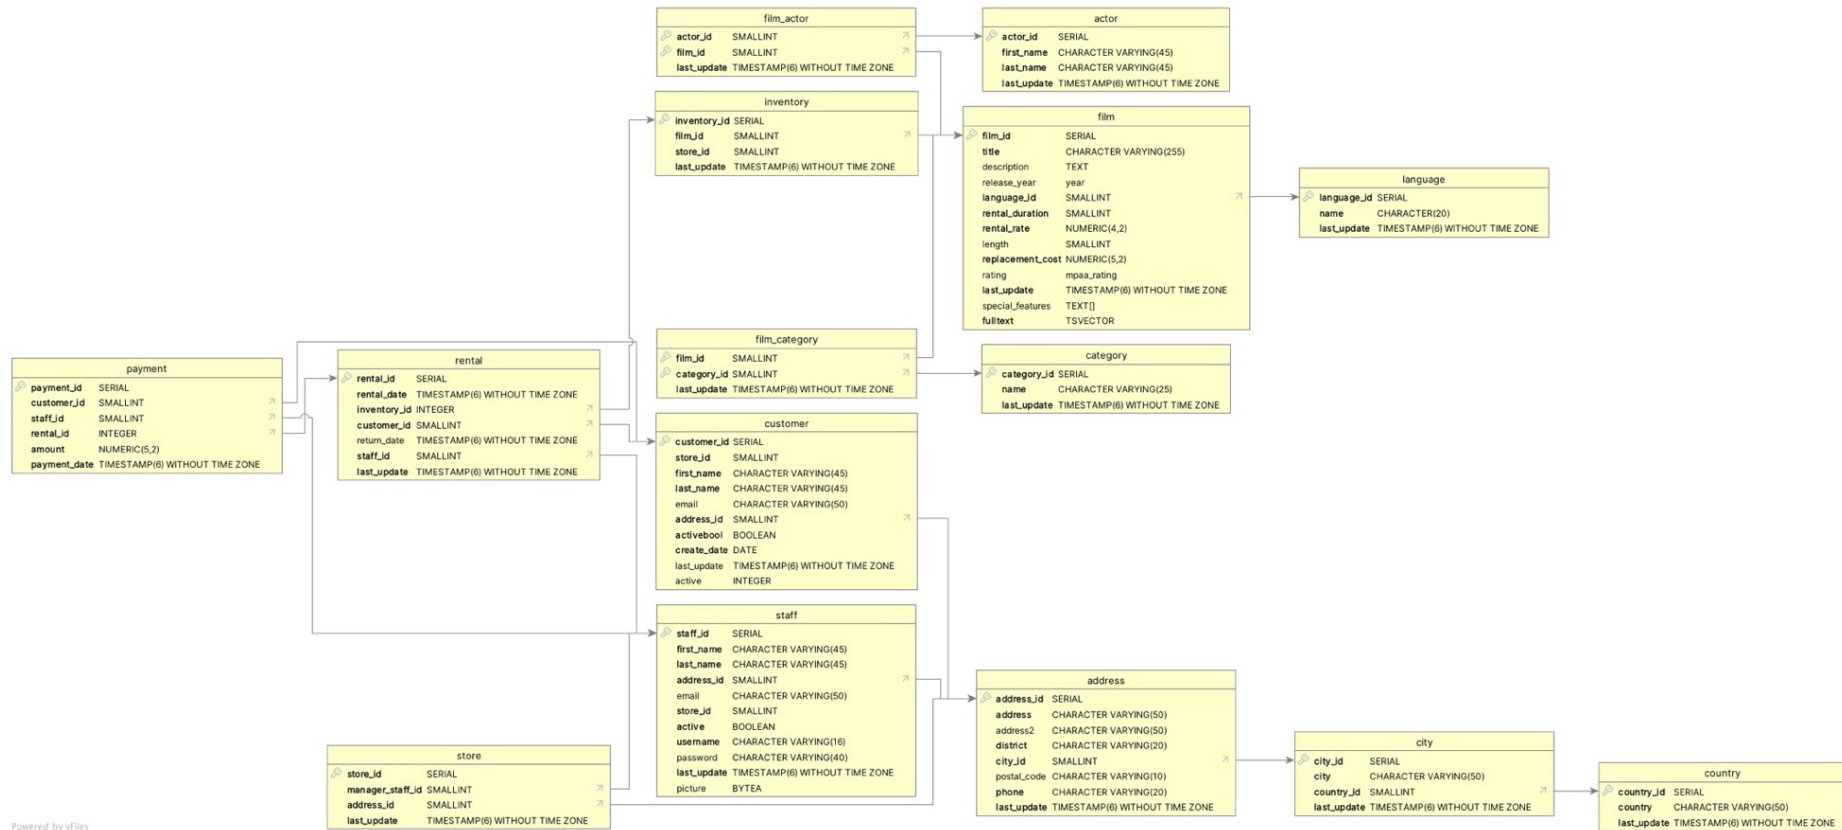 film_actor
actor_id SMALLINT
film_id SMALLINT
last_update TIMESTAMP(6) WITHOUT TIME ZONE
actor
actor_id SERIAL
first_name CHARACTER VARYING(45)
last_name CHARACTER VARYING(45)
last_update TIMESTAMP(6) WITHOUT TIME ZONE
inventory
inventory_id SERIAL
film_id SMALLINT
store_id SMALLINT
last_update TIMESTAMP(6) WITHOUT TIME ZONE
film
film_id SERIAL
title CHARACTER VARYING(255)
description TEXT
release_year year
language_id SMALLINT
rental_duration SMALLINT
rental_rate NUMERIC(4,2)
length SMALLINT
replacement_cost NUMERIC(5,2)
rating mpaa_rating
last_update TIMESTAMP(6) WITHOUT TIME ZONE
special_features TEXT[]
fulltext TSVECTOR
language
language_id SERIAL
name CHARACTER(20)
last_update TIMESTAMP(6) WITHOUT TIME ZONE
payment
payment_id SERIAL
customer_id SMALLINT
staff_id SMALLINT
rental_id INTEGER
amount NUMERIC(5,2)
payment_date TIMESTAMP(6) WITHOUT TIME ZONE
rental
rental_id SERIAL
rental_date TIMESTAMP(6) WITHOUT TIME ZONE
inventory_id INTEGER
customer_id SMALLINT
return_date TIMESTAMP(6) WITHOUT TIME ZONE
staff_id SMALLINT
last_update TIMESTAMP(6) WITHOUT TIME ZONE
film_category
film_id SMALLINT
category_id SMALLINT
last_update TIMESTAMP(6) WITHOUT TIME ZONE
category
category_id SERIAL
name CHARACTER VARYING(25)
last_update TIMESTAMP(6) WITHOUT TIME ZONE
customer
customer_id SERIAL
store_id SMALLINT
first_name CHARACTER VARYING(45)
last_name CHARACTER VARYING(45)
email CHARACTER VARYING(50)
address_id SMALLINT
activebool BOOLEAN
create_date DATE
last_update TIMESTAMP(6) WITHOUT TIME ZONE
active INTEGER
staff
staff_id SERIAL
first_name CHARACTER VARYING(45)
last_name CHARACTER VARYING(45)
address_id SMALLINT
email CHARACTER VARYING(50)
store_id SMALLINT
active BOOLEAN
username CHARACTER VARYING(16)
password CHARACTER VARYING(40)
last_update TIMESTAMP(6) WITHOUT TIME ZONE
picture BYTEA
store
store_id SERIAL
manager_staff_id SMALLINT
address_id SMALLINT
last_update TIMESTAMP(6) WITHOUT TIME ZONE
address
address_id SERIAL
address CHARACTER VARYING(50)
address2 CHARACTER VARYING(50)
district CHARACTER VARYING(20)
city_id SMALLINT
postal_code CHARACTER VARYING(10)
phone CHARACTER VARYING(20)
last_update TIMESTAMP(6) WITHOUT TIME ZONE
city
city_id SERIAL
city CHARACTER VARYING(50)
country_id SMALLINT
last_update TIMESTAMP(6) WITHOUT TIME ZONE
country
country_id SERIAL
country CHARACTER VARYING(50)
last_update TIMESTAMP(6) WITHOUT TIME ZONE
Powered by yFiles